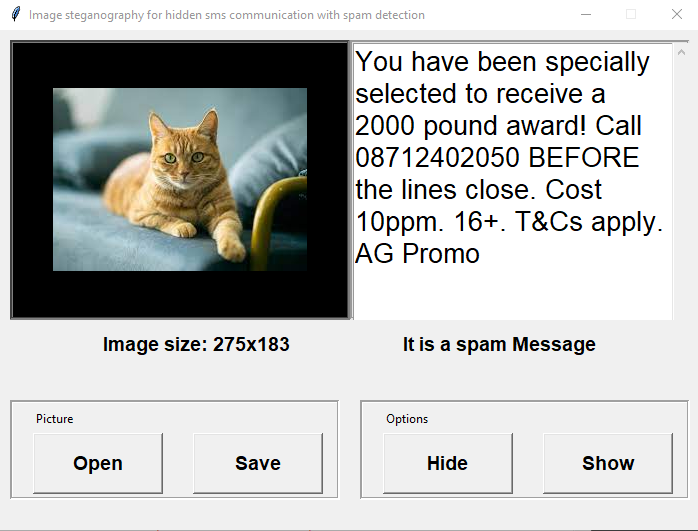 Image steganography for hidden sms communication with spam detection
You have been specially
selected to receive a
2000 pound award! Call
08712402050 BEFORE
the lines close. Cost
10ppm. 16+. T&Cs apply.
AG Promo
Image size: 275x183
It is a spam Message
Picture
Open
Save
Options
Hide
Show